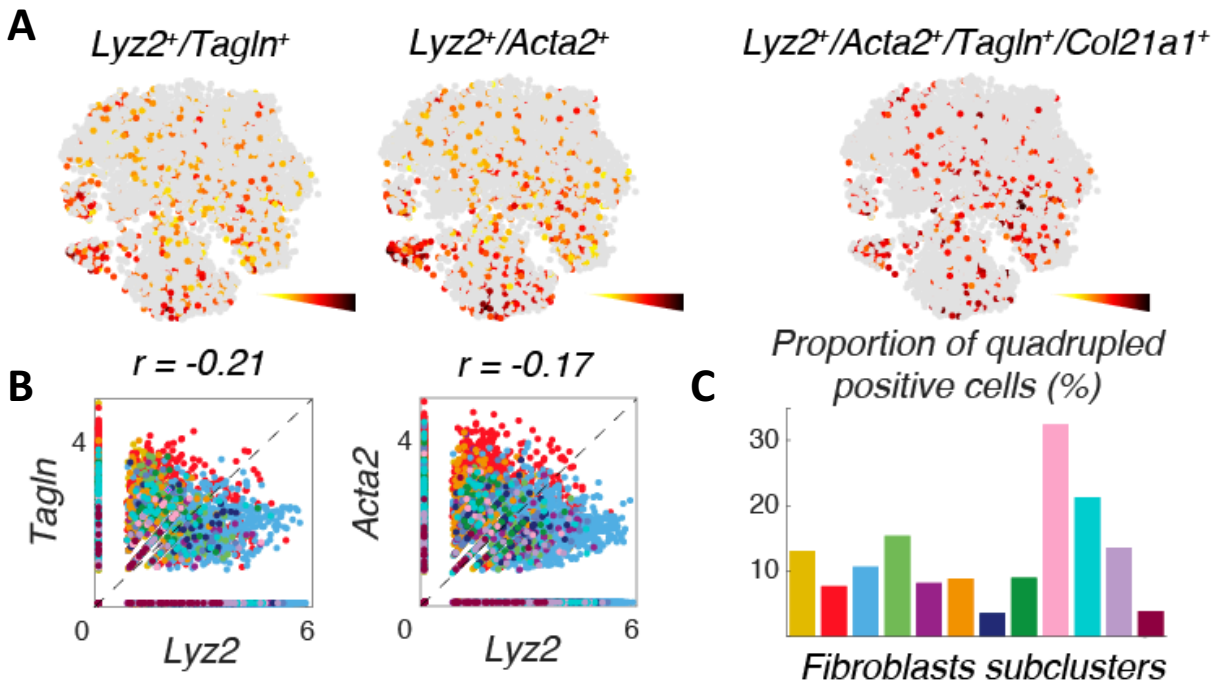 A
Lyz2+/Tagln+
Lyz2+/Acta2+
Lyz2+/Acta2+/Tagln+/Col21a1+
B
r = -0.21
Tagln
4
0
6
Lyz2
r = -0.17
Acta2
4
0
6
Lyz2
C
Proportion of quadrupled
positive cells (%)
30
20
10
Fibroblasts subclusters